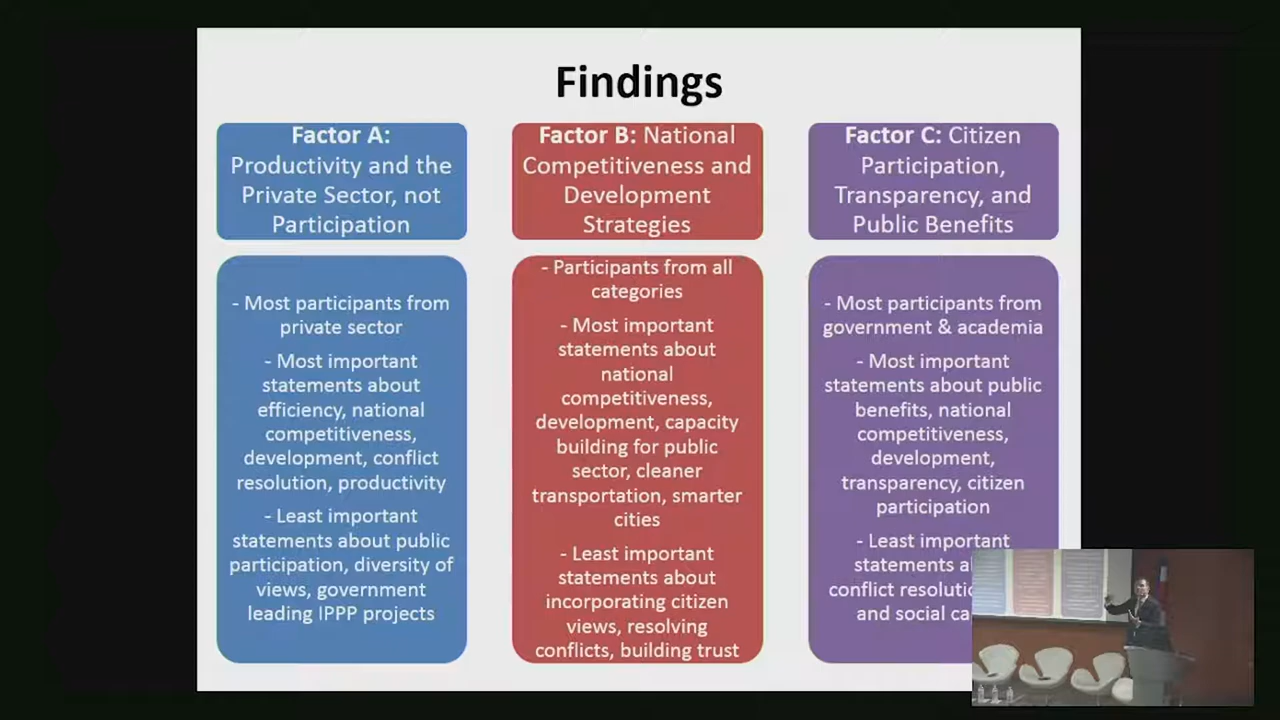 Findings
Factor A:
Productivity and the
Private Sector, not
Participation
- Most participants from
private sector
- Most important
statements about
efficiency, national
competitiveness,
development, conflict
resolution, productivity
- Least important
statements about public
participation, diversity of
views, government
leading IPPP projects
Factor B: National
Competitiveness and
Development
Strategies
- Participants from all
categories
- Most important
statements about
national
competitiveness,
development, capacity
building for public
sector, cleaner
transportation, smarter
cities
- Least important
statements about
incorporating citizen
views, resolving
conflicts, building trust
Factor C: Citizen
Participation,
Transparency, and
Public Benefits
- Most participants from
government & academia
- Most important
statements about public
benefits, national
competitiveness,
development,
transparency, citizen
participation
- Least important
statements
conflict
and social